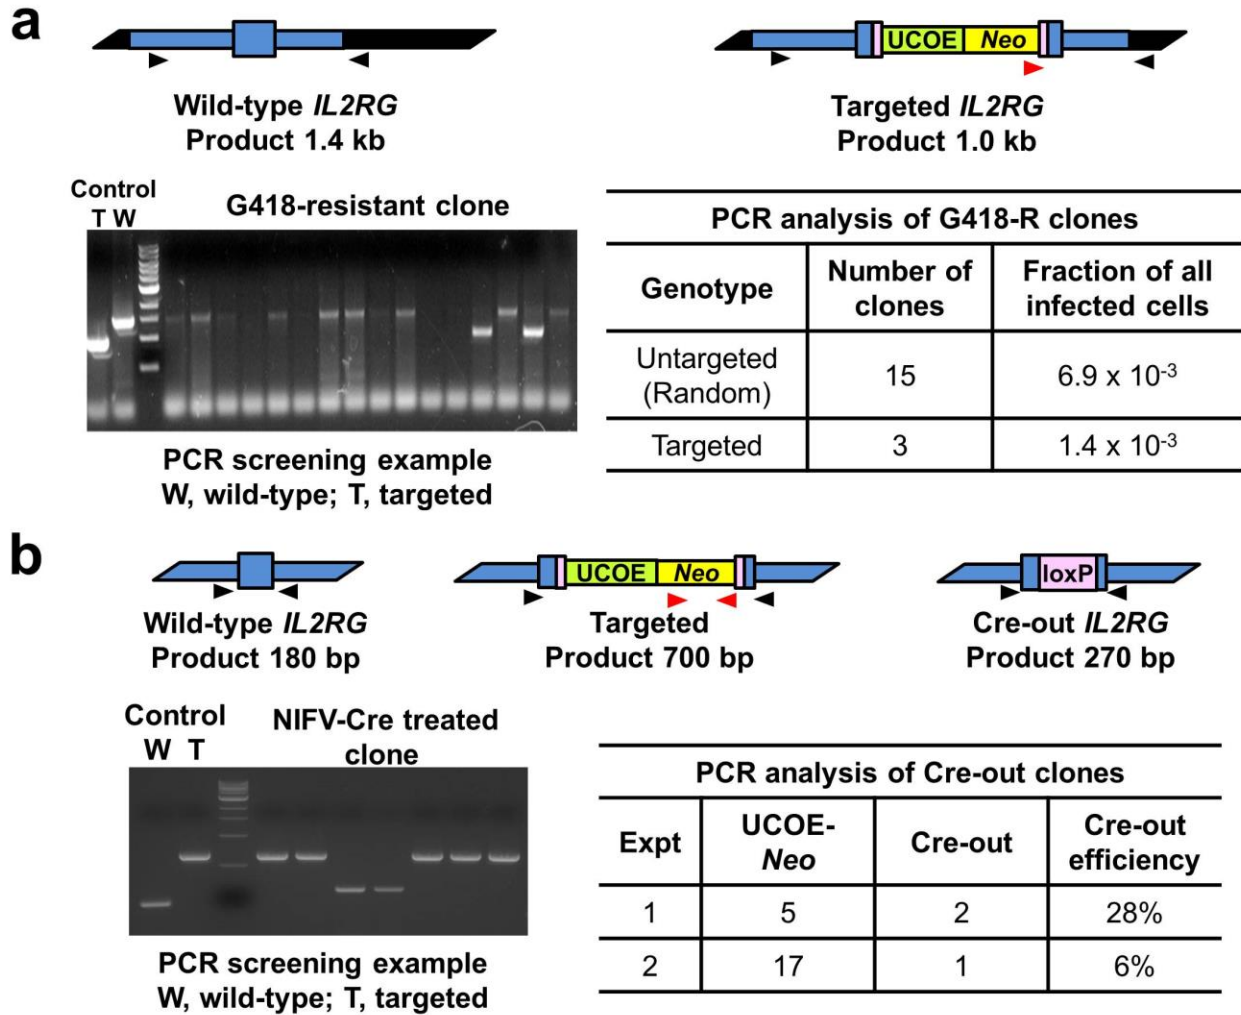 a
UCOE Neo
Wild-type IL2RG
Product 1.4 kb
Targeted IL2RG
Product 1.0 kb
Control
T W
G418-resistant clone
PCR screening example
W, wild-type; T, targeted
PCR analysis of G418-R clones
Genotype Number of clones Fraction of all infected cells
Untargeted (Random) 15 6.9 x 10⁻³
Targeted 3 1.4 x 10⁻³
b
Wild-type IL2RG
Product 180 bp
UCOE Neo
Targeted
Product 700 bp
loxP
Cre-out IL2RG
Product 270 bp
Control
W T
NIFV-Cre treated
clone
PCR screening example
W, wild-type; T, targeted
PCR analysis of Cre-out clones
Expt UCOE-Neo Cre-out Cre-out efficiency
1 5 2 28%
2 17 1 6%